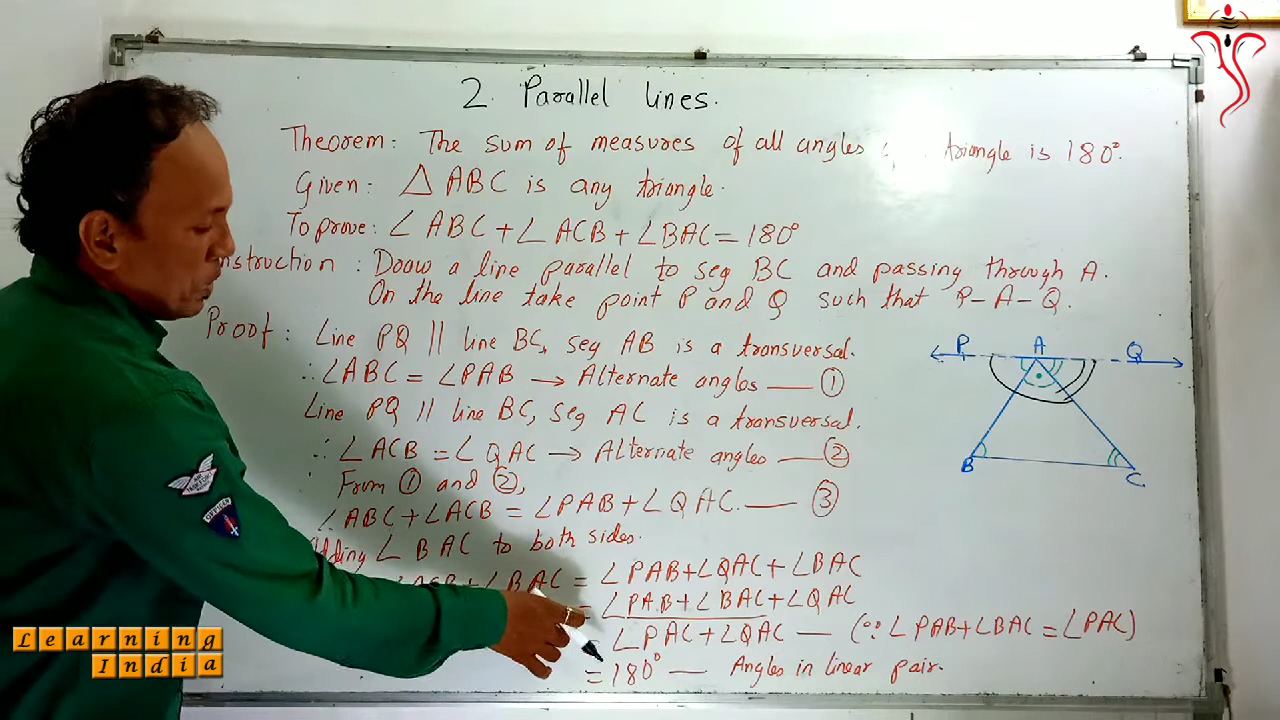 2. Parallel lines.
Theorem: The sum of measures of all angles triangle is 180°.
Given: △ ABC is any triangle.
To prove: ∠ABC + ∠ACB + ∠BAC = 180°
nstruction : Draw a line parallel to seg BC and passing through A.
On the line take point P and Q such that P-A-Q.
Proof: Line PQ || line BC, seg AB is a transversal.
∴ ∠ABC = ∠PAB → Alternate angles — ①
Line PQ || line BC, seg AC is a transversal.
∴ ∠ACB = ∠QAC → Alternate angles — ②
From ① and ②,
∠ABC + ∠ACB = ∠PAB + ∠QAC. — ③
dding ∠BAC to both sides.
∠ACB + ∠BAC = ∠PAB + ∠QAC + ∠BAC
= ∠PAB + ∠BAC + ∠QAC
∠PAC + ∠QAC — (∵ ∠PAB + ∠BAC = ∠PAC)
= 180° — Angles in linear pair.
P A Q
B C
OFFICER
Learning
India